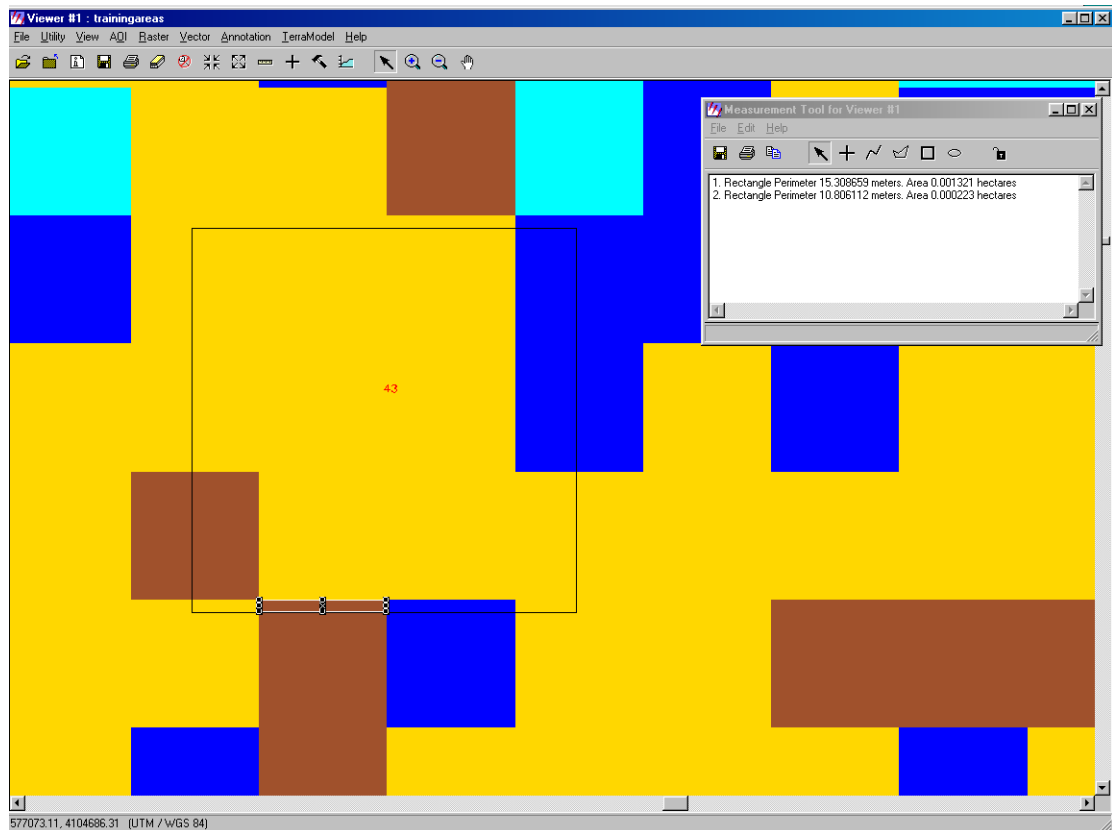 Viewer #1 : trainingareas
File Utility View AOI Raster Vector Annotation TerraModel Help
Measurement Tool for Viewer #1
File Edit Help
1. Rectangle Perimeter 15.308659 meters. Area 0.001321 hectares
2. Rectangle Perimeter 10.806112 meters. Area 0.000223 hectares
43
577073.11, 4104686.31 (UTM / WGS 84)